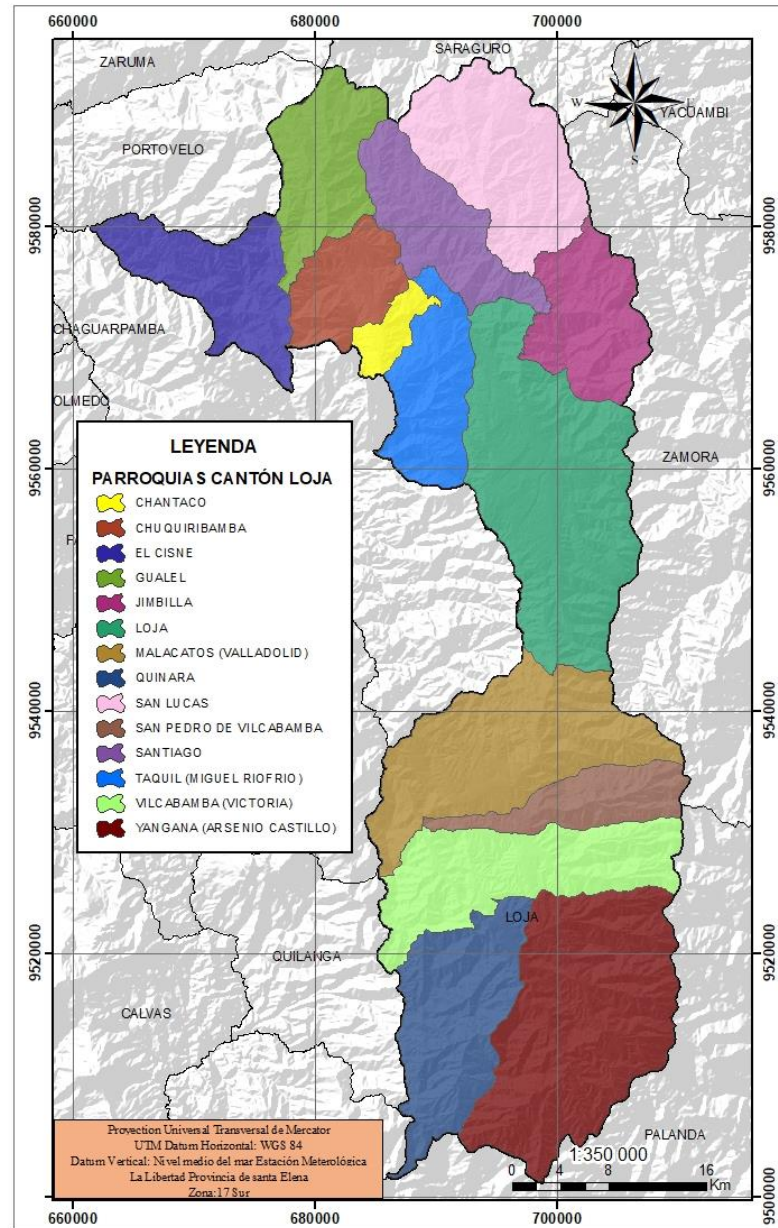 660000 680000 700000
SARAGURO
ZARUMA
W
E
S
YACUAMBI
PORTOVELO
9580000 9580000
CHAGUARPAMBA
OLMEDO
ZAMORA
9560000 9560000
LEYENDA
PARROQUIAS CANTÓN LOJA
CHANTACO
CHUQUIRIBAMBA
EL CISNE
GUALEL
JIMBILLA
LOJA
MALACATOS (VALLADOLID)
QUINARA
SAN LUCAS
SAN PEDRO DE VILCABAMBA
SANTIAGO
TAQUIL (MIGUEL RIOFRIO)
VILCABAMBA (VICTORIA)
YANGANA (ARSENIO CASTILLO)
9540000 9540000
LOJA
QUILANGA
9520000 9520000
CALVAS
PALANDA
Proyection Universal Transversal de Mercator
UTM Datum Horizontal: WGS 84
Datum Vertical: Nivel medio del mar Estación Meterológica
La Libertad Provincia de santa Elena
Zona:17 Sur
1:350 000
0 4 8 16
Km
9500000 9500000
660000 680000 700000